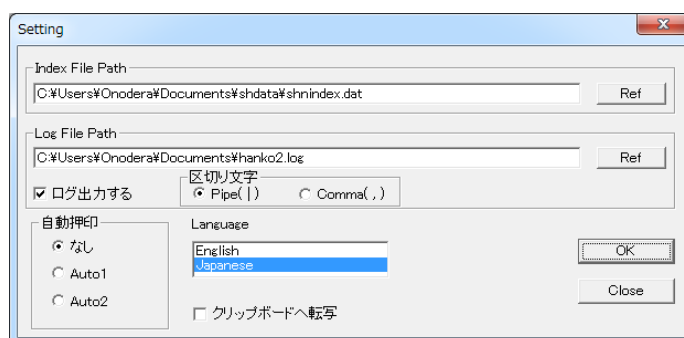 Setting
x
Index File Path
C:¥Users¥Onodera¥Documents¥shdata¥shnindex.dat
Ref
Log File Path
C:¥Users¥Onodera¥Documents¥hanko2.log
Ref
ログ出力する
区切り文字
Pipe(|)
Comma(,)
自動押印
なし
Auto1
Auto2
Language
English
Japanese
クリップボードへ転写
OK
Close